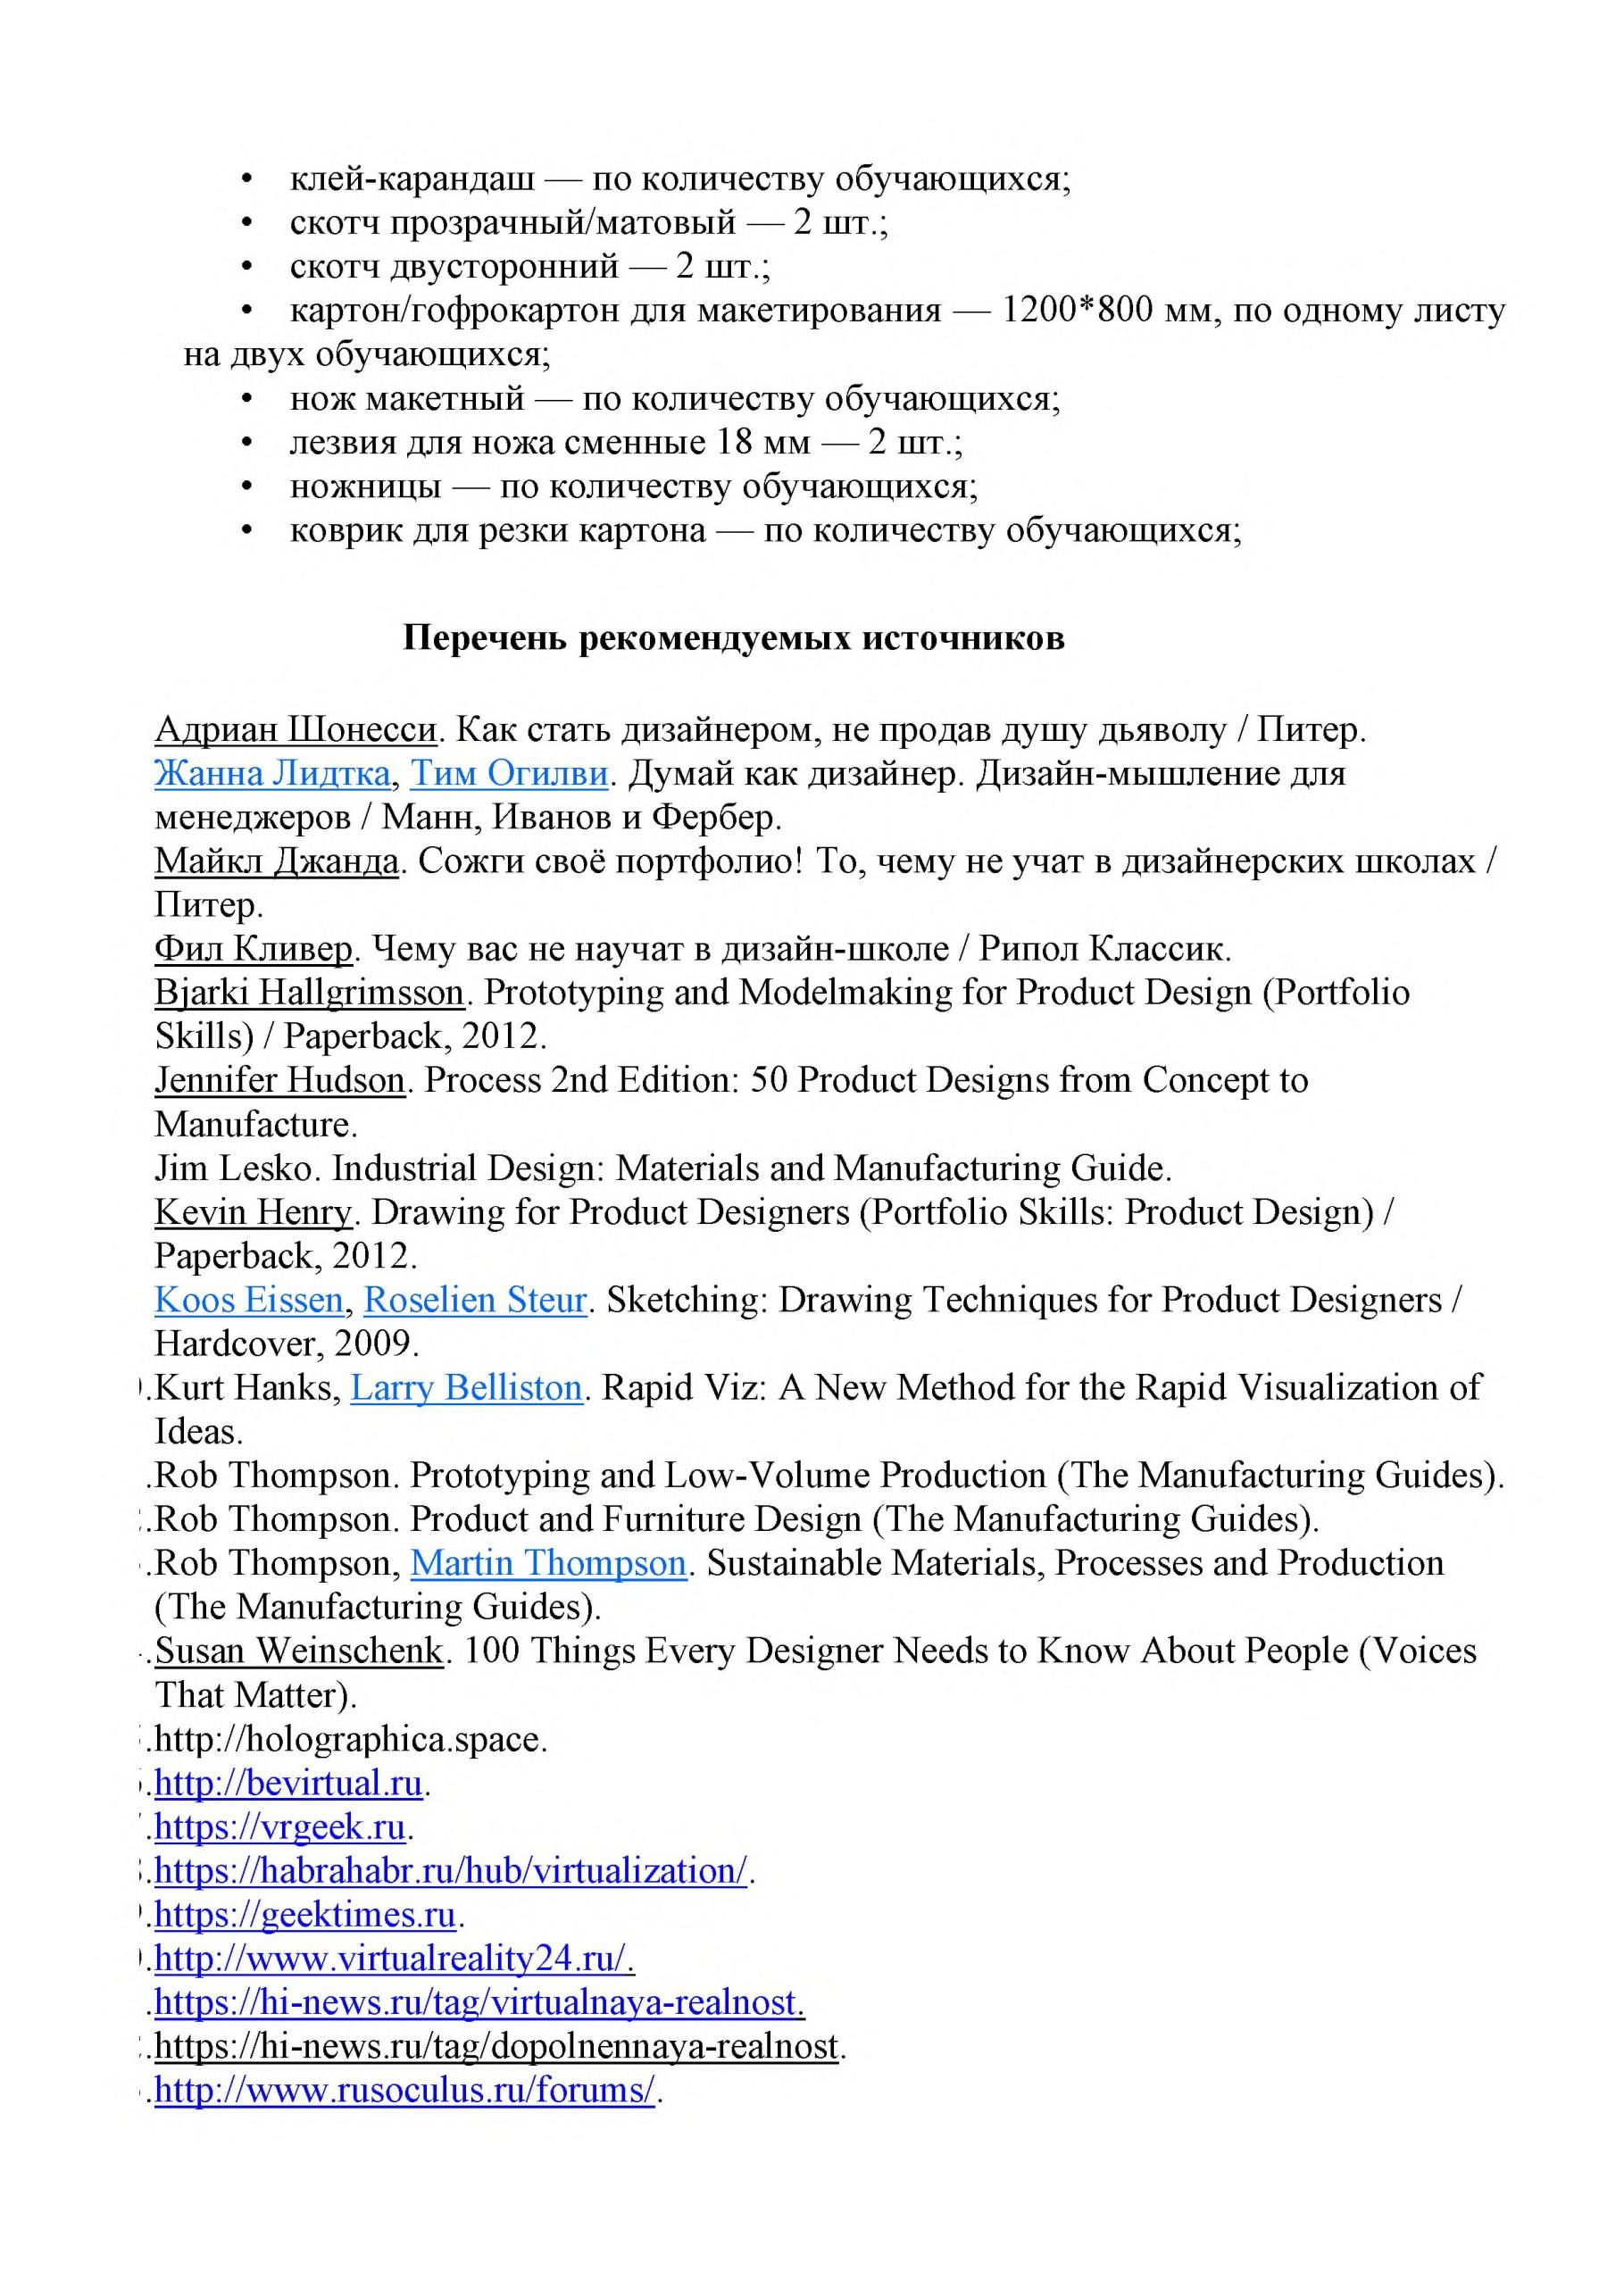 • клей-карандаш — по количеству обучающихся;
• скотч прозрачный/матовый — 2 шт.;
• скотч двусторонний — 2 шт.;
• картон/гофрокартон для макетирования — 1200*800 мм, по одному листу
на двух обучающихся;
• нож макетный — по количеству обучающихся;
• лезвия для ножа сменные 18 мм — 2 шт.;
• ножницы — по количеству обучающихся;
• коврик для резки картона — по количеству обучающихся;
Перечень рекомендуемых источников
Адриан Шонесси. Как стать дизайнером, не продав душу дьяволу / Питер.
Жанна Лидтка, Тим Огилви. Думай как дизайнер. Дизайн-мышление для
менеджеров / Манн, Иванов и Фербер.
Майкл Джанда. Сожги своё портфолио! То, чему не учат в дизайнерских школах /
Питер.
Фил Кливер. Чему вас не научат в дизайн-школе / Рипол Классик.
Bjarki Hallgrimsson. Prototyping and Modelmaking for Product Design (Portfolio
Skills) / Paperback, 2012.
Jennifer Hudson. Process 2nd Edition: 50 Product Designs from Concept to
Manufacture.
Jim Lesko. Industrial Design: Materials and Manufacturing Guide.
Kevin Henry. Drawing for Product Designers (Portfolio Skills: Product Design) /
Paperback, 2012.
Koos Eissen, Roselien Steur. Sketching: Drawing Techniques for Product Designers /
Hardcover, 2009.
.Kurt Hanks, Larry Belliston. Rapid Viz: A New Method for the Rapid Visualization of
Ideas.
.Rob Thompson. Prototyping and Low-Volume Production (The Manufacturing Guides).
.Rob Thompson. Product and Furniture Design (The Manufacturing Guides).
.Rob Thompson, Martin Thompson. Sustainable Materials, Processes and Production
(The Manufacturing Guides).
.Susan Weinschenk. 100 Things Every Designer Needs to Know About People (Voices
That Matter).
.http://holographica.space.
.http://bevirtual.ru.
.https://vrgeek.ru.
.https://habrahabr.ru/hub/virtualization/.
.https://geektimes.ru.
.http://www.virtualreality24.ru/.
.https://hi-news.ru/tag/virtualnaya-realnost.
.https://hi-news.ru/tag/dopolnennaya-realnost.
.http://www.rusoculus.ru/forums/.